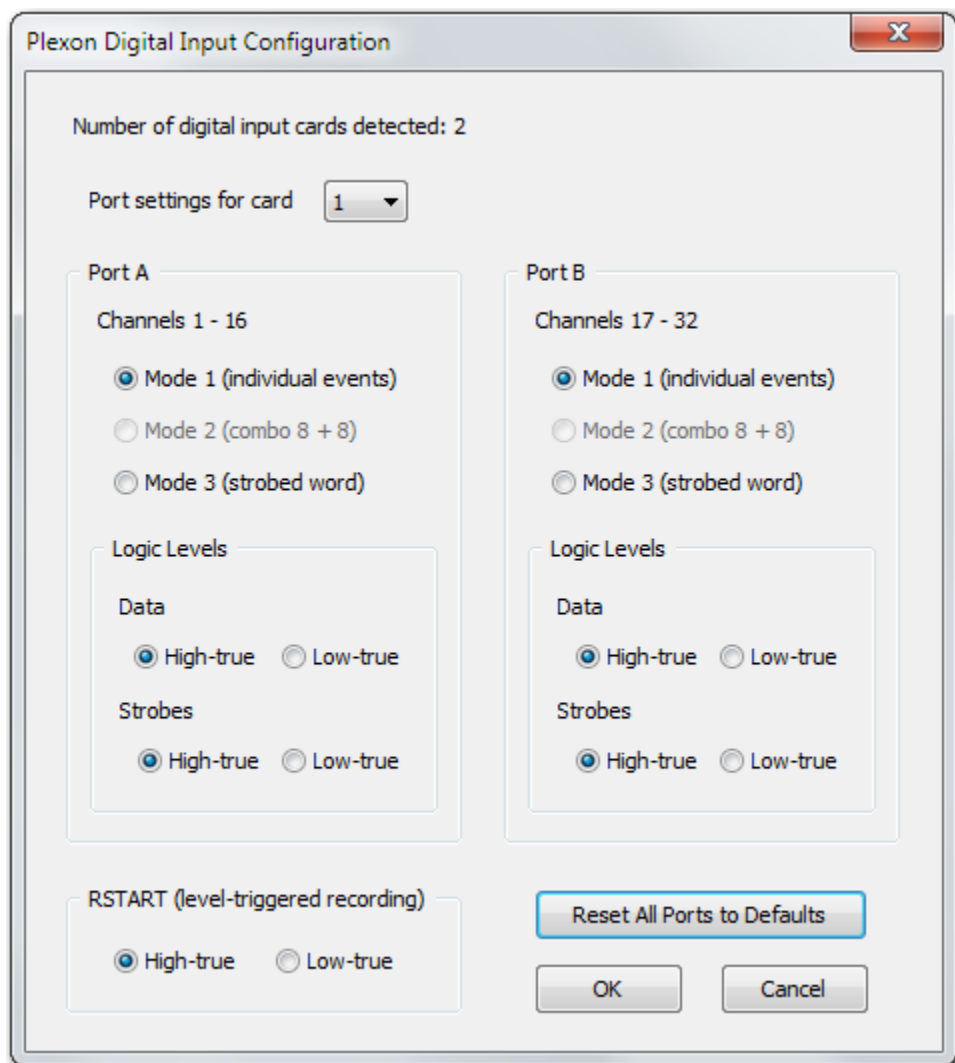 Plexon Digital Input Configuration
Number of digital input cards detected: 2
Port settings for card 1
Port A
Channels 1 - 16
Mode 1 (individual events)
Mode 2 (combo 8 + 8)
Mode 3 (strobed word)
Logic Levels
Data
High-true Low-true
Strobes
High-true Low-true
Port B
Channels 17 - 32
Mode 1 (individual events)
Mode 2 (combo 8 + 8)
Mode 3 (strobed word)
Logic Levels
Data
High-true Low-true
Strobes
High-true Low-true
RSTART (level-triggered recording)
High-true Low-true
Reset All Ports to Defaults
OK Cancel